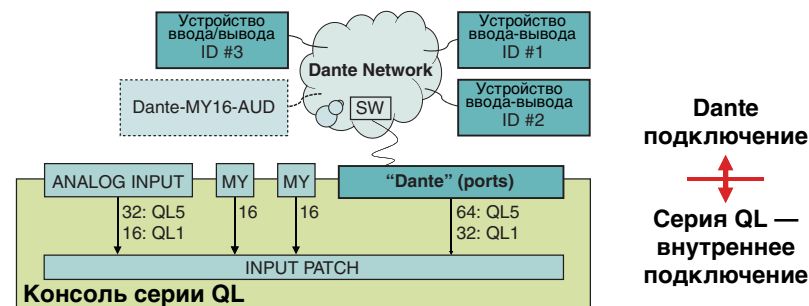 Устройство
ввода/вывода
ID #3
Устройство
ввода-вывода
ID #1
Dante Network
Dante-MY16-AUD
SW
Устройство
ввода-вывода
ID #2
Dante
подключение
Серия QL —
внутреннее
подключение
ANALOG INPUT
MY
MY
“Dante” (ports)
32: QL5
16: QL1
16
16
64: QL5
32: QL1
INPUT PATCH
Консоль серии QL